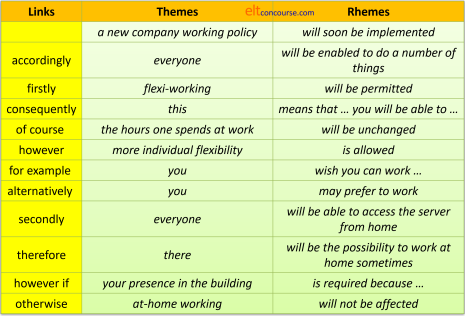 Links Themes eltconcourse.com Rhemes
a new company working policy will soon be implemented
accordingly everyone will be enabled to do a number of
things
firstly flexi-working will be permitted
consequently this means that … you will be able to …
of course the hours one spends at work will be unchanged
however more individual flexibility is allowed
for example you wish you can work …
alternatively you may prefer to work
secondly everyone will be able to access the server
from home
therefore there will be the possibility to work at
home sometimes
however if your presence in the building is required because …
otherwise at-home working will not be affected